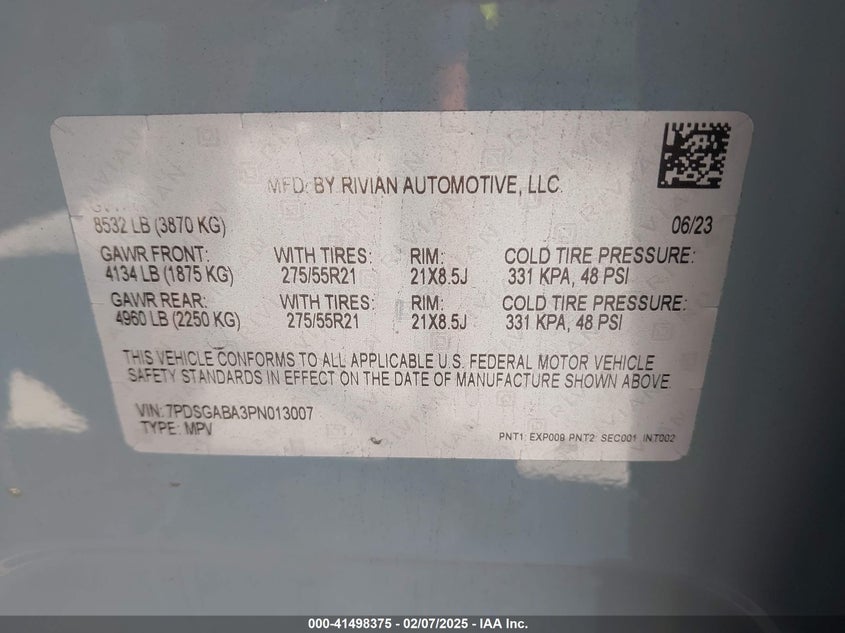 MFD. BY RIVIAN AUTOMOTIVE, LLC.
8532 LB (3870 KG) 06/23
GAWR FRONT: WITH TIRES: RIM: COLD TIRE PRESSURE:
4134 LB (1875 KG) 275/55R21 21X8.5J 331 KPA, 48 PSI
GAWR REAR: WITH TIRES: RIM: COLD TIRE PRESSURE:
4960 LB (2250 KG) 275/55R21 21X8.5J 331 KPA, 48 PSI
THIS VEHICLE CONFORMS TO ALL APPLICABLE U.S. FEDERAL MOTOR VEHICLE
SAFETY STANDARDS IN EFFECT ON THE DATE OF MANUFACTURE SHOWN ABOVE.
VIN: 7PDSGABA3PN013007
TYPE: MPV
PNT1: EXP009 PNT2: SEC001 INT002
000-41498375 - 02/07/2025 - IAA Inc.